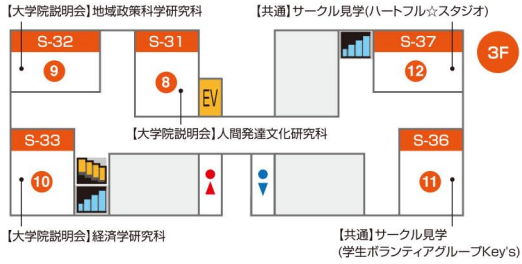 【大学院説明会】地域政策科学研究科
【共通】サークル見学(ハートフル☆スタジオ)
S-32
S-31
S-37
3F
9
8
12
EV
【大学院説明会】人間発達文化研究科
S-33
S-36
10
11
【大学院説明会】経済学研究科
【共通】サークル見学
(学生ボランティアグループKey's)